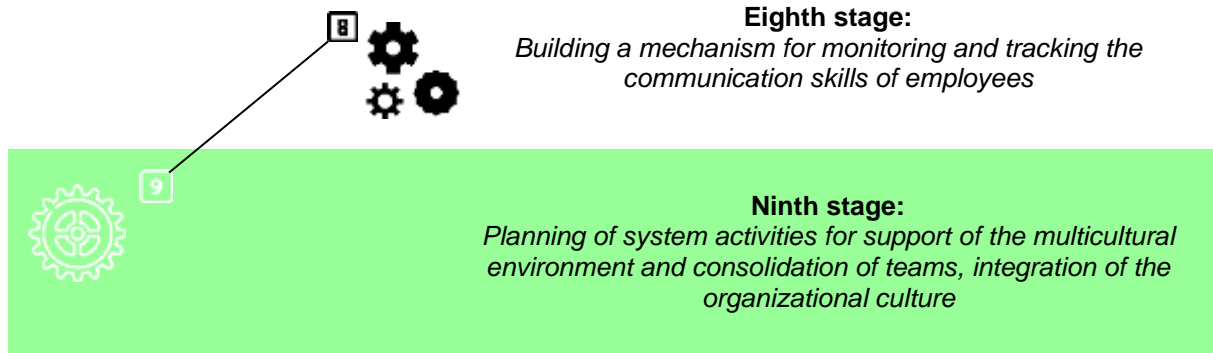 8
Eighth stage:
Building a mechanism for monitoring and tracking the
communication skills of employees
9
Ninth stage:
Planning of system activities for support of the multicultural
environment and consolidation of teams, integration of the
organizational culture